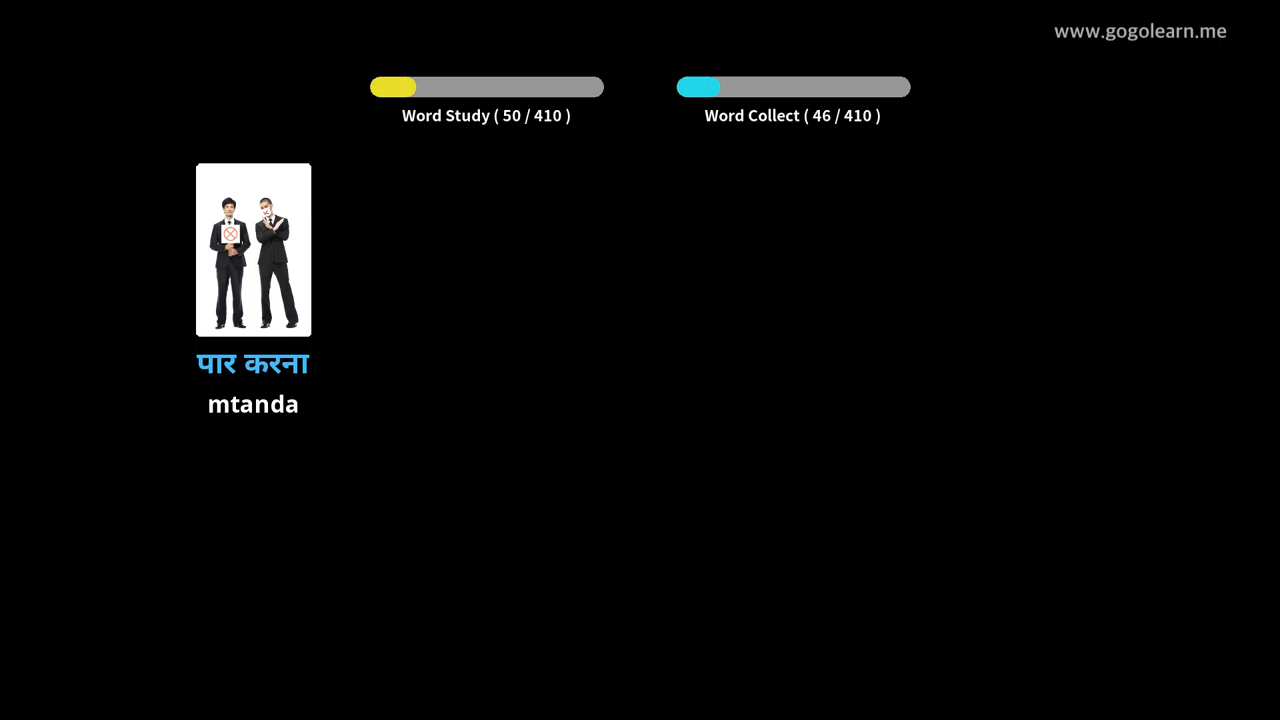 www.gogolearn.me
Word Study ( 50 / 410 )
Word Collect ( 46 / 410 )
पार करना
mtanda